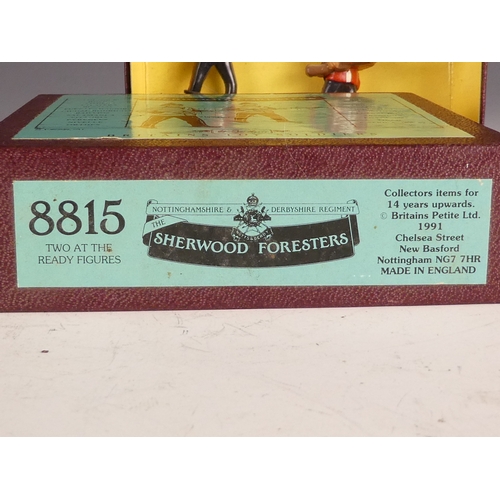 8815
TWO AT THE
READY FIGURES
NOTTINGHAMSHIRE & DERBYSHIRE REGIMENT
THE
SHERWOOD FORESTERS
Collectors items for
14 years upwards.
© Britains Petite Ltd.
1991
Chelsea Street
New Basford
Nottingham NG7 7HR
MADE IN ENGLAND